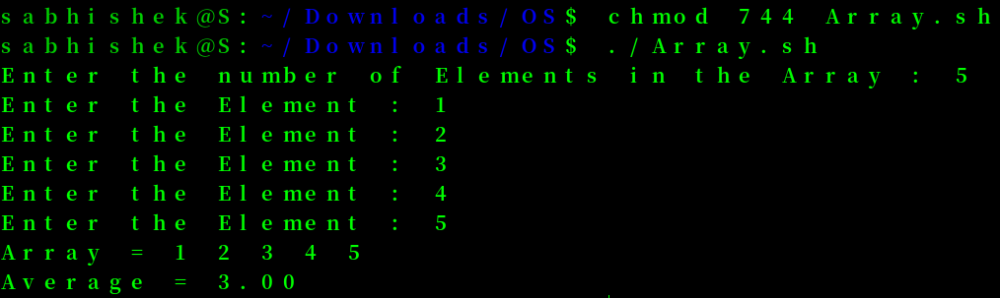 sabhishek@S:~/Downloads/OS$ chmod 744 Array.sh
sabhishek@S:~/Downloads/OS$ ./Array.sh
Enter the number of Elements in the Array : 5
Enter the Element : 1
Enter the Element : 2
Enter the Element : 3
Enter the Element : 4
Enter the Element : 5
Array = 1 2 3 4 5
Average = 3.00